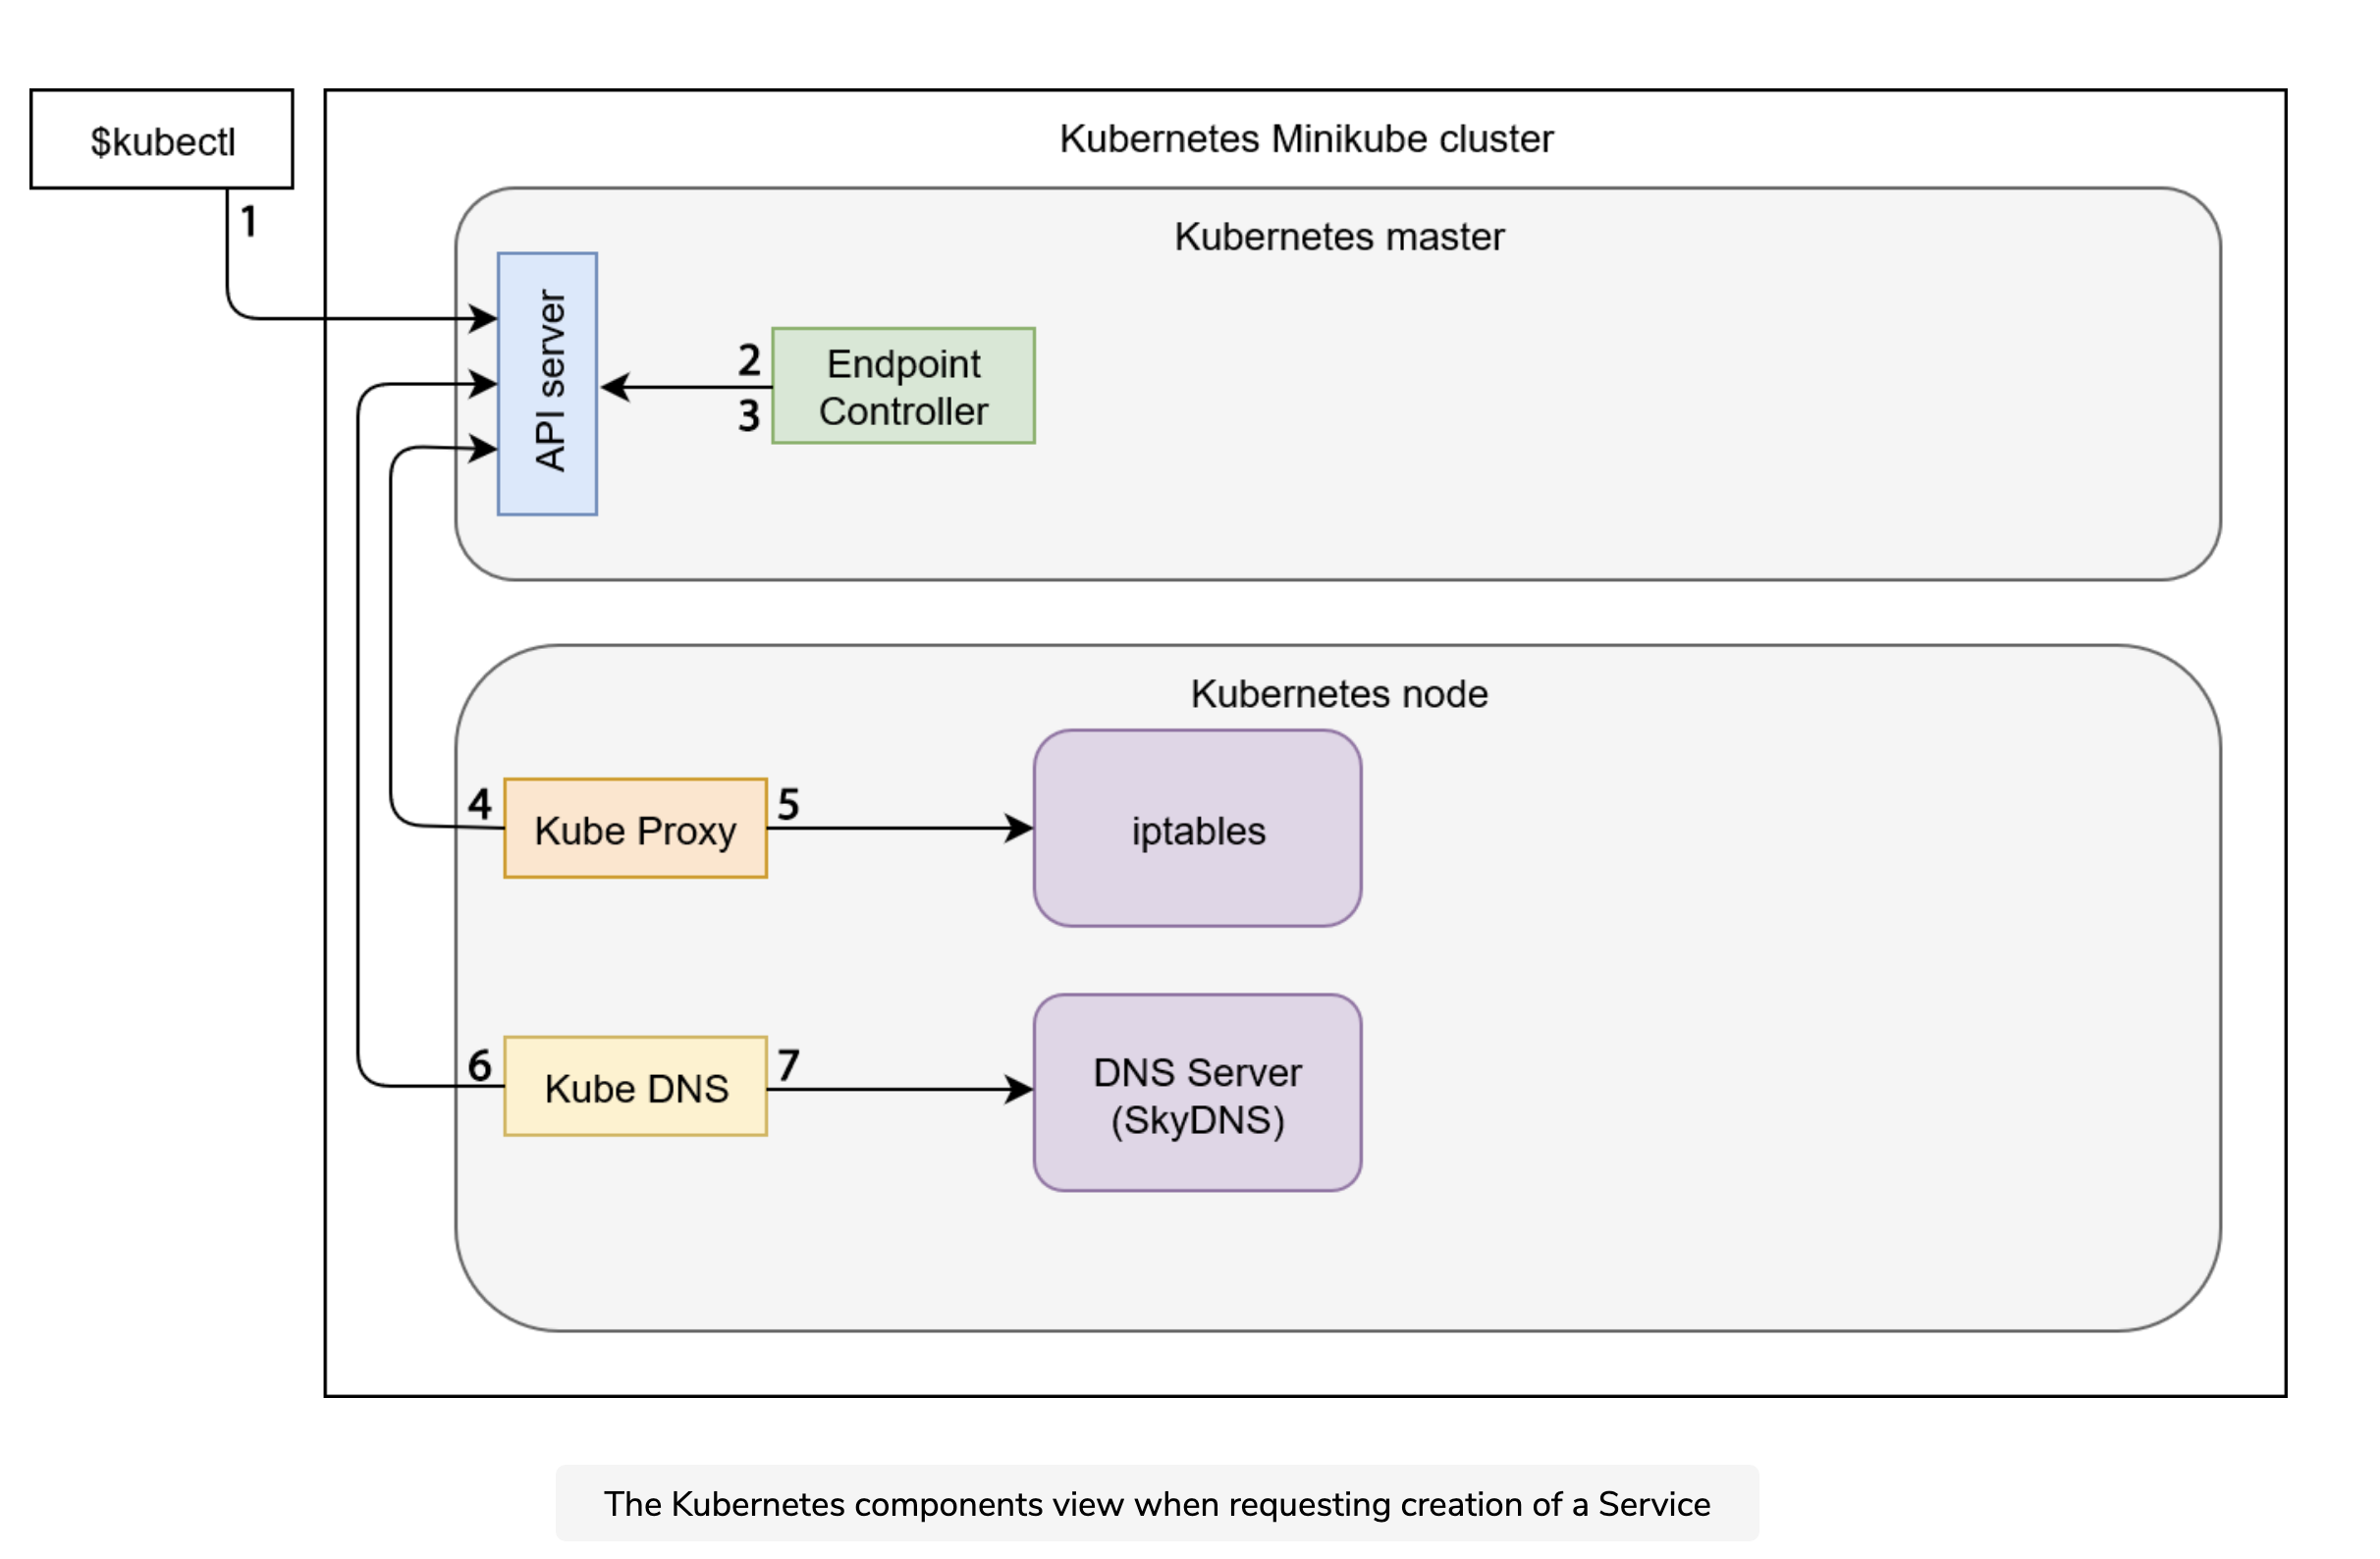 $kubectl
Kubernetes Minikube cluster
1
Kubernetes master
API server
2
3
Endpoint
Controller
Kubernetes node
4
Kube Proxy
5
iptables
6
Kube DNS
7
DNS Server
(SkyDNS)
The Kubernetes components view when requesting creation of a Service